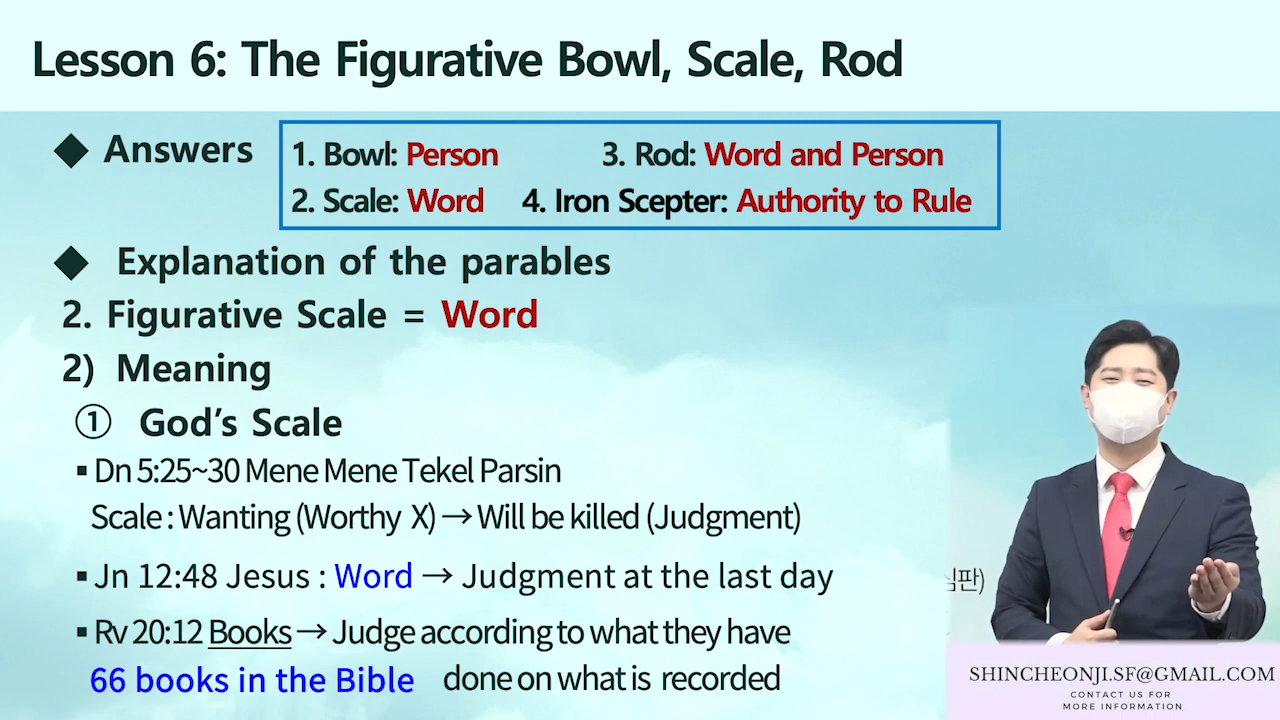 Lesson 6: The Figurative Bowl, Scale, Rod
◆ Answers
1. Bowl: Person 3. Rod: Word and Person
2. Scale: Word 4. Iron Scepter: Authority to Rule
◆ Explanation of the parables
2. Figurative Scale = Word
2) Meaning
① God's Scale
▪ Dn 5:25~30 Mene Mene Tekel Parsin
Scale : Wanting (Worthy X) → Will be killed (Judgment)
▪ Jn 12:48 Jesus : Word → Judgment at the last day
판)
▪ Rv 20:12 Books → Judge according to what they have
66 books in the Bible done on what is recorded
SHINCHEONJI.SF@GMAIL.COM
CONTACT US FOR
MORE INFORMATION